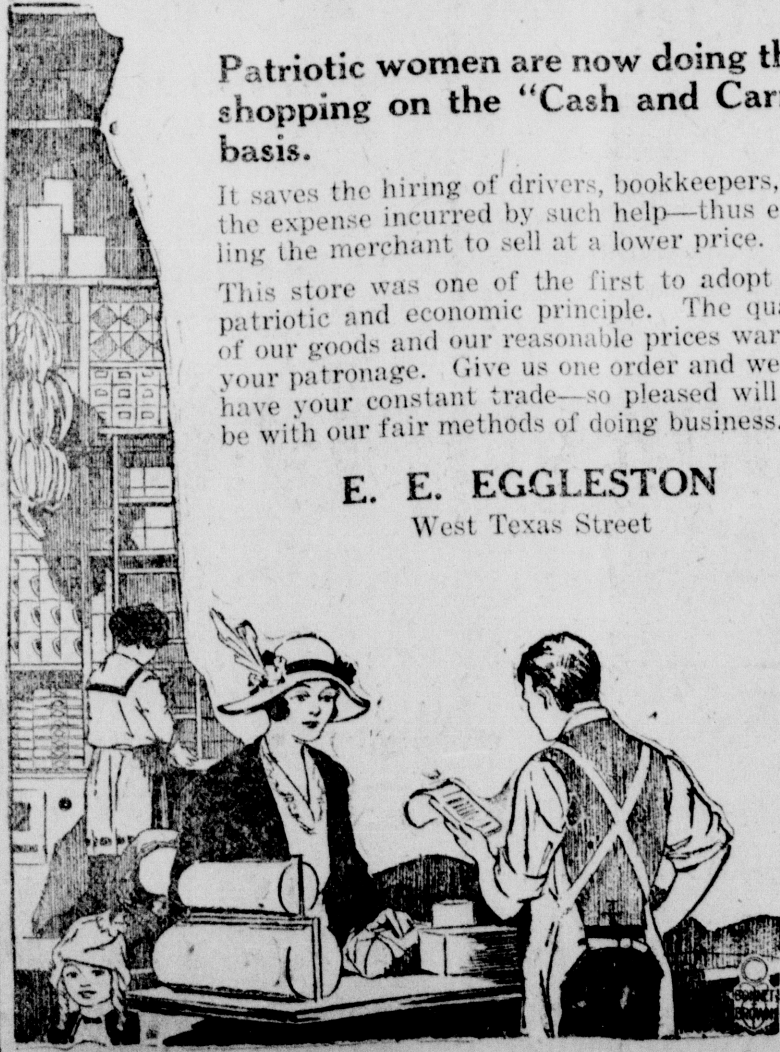 Patriotic women are now doing th
shopping on the “Cash and Car
basis.
It saves the hiring of drivers, bookkeepers,
the expense incurred by such help—thus e
ling the merchant to sell at a lower price.
This store was one of the first to adopt
patriotic and economic principle. The qua
of our goods and our reasonable prices war
your patronage. Give us one order and we
have your constant trade—so pleased will
be with our fair methods of doing business.
E. E. EGGLESTON
West Texas Street
BONNET
BROWN